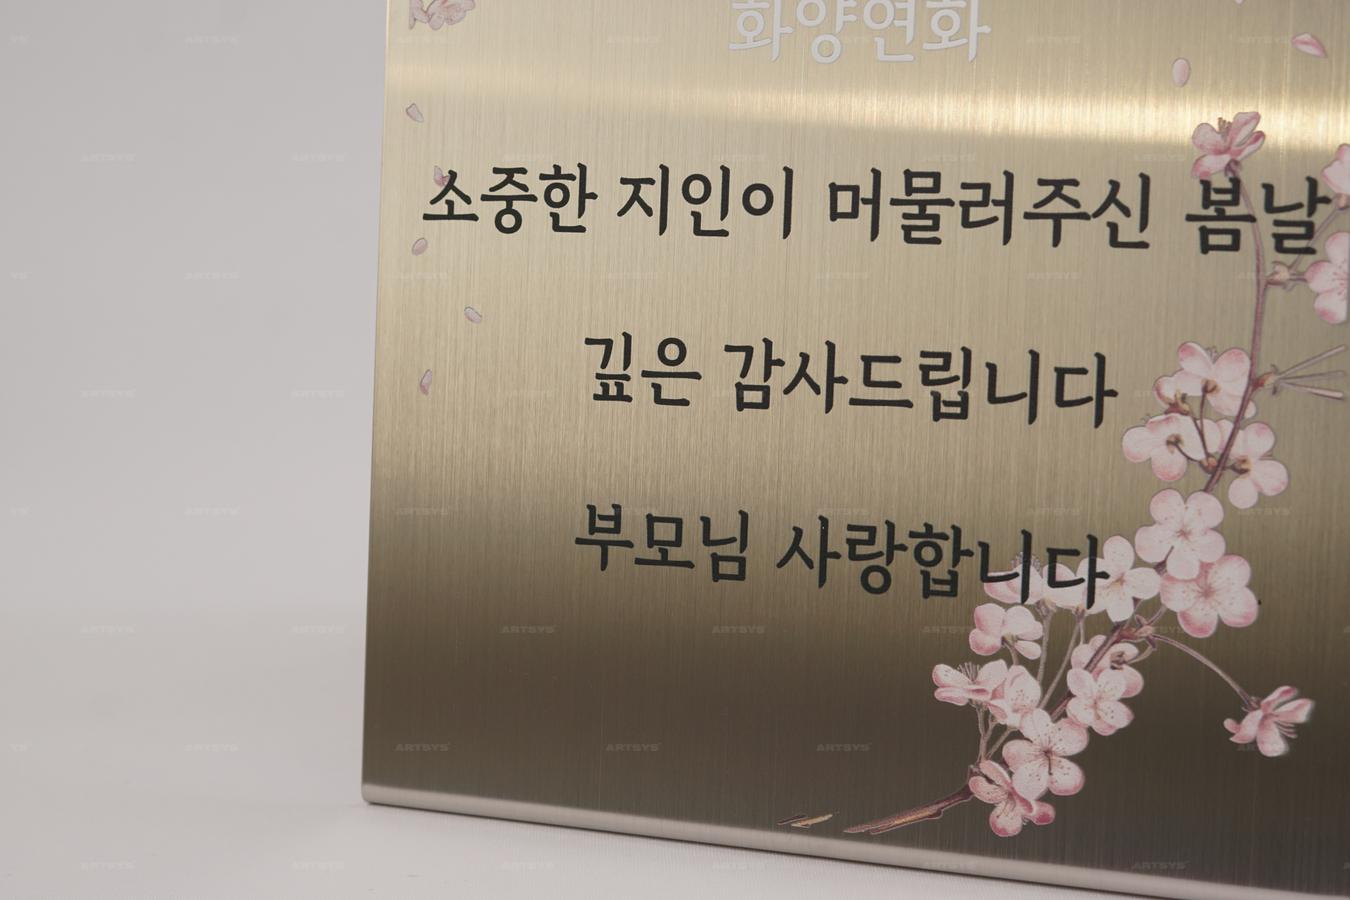 화양연화
소중한 지인이 머물러주신 봄날
깊은 감사드립니다
부모님 사랑합니다
ARTSYS